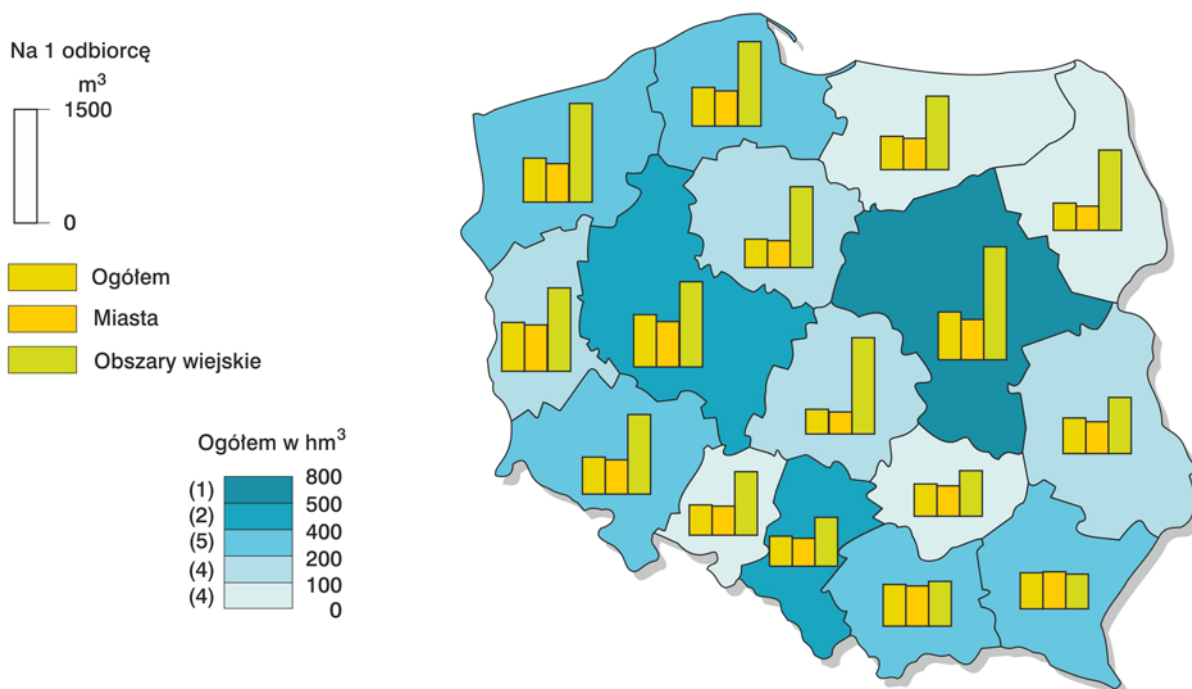 Na 1 odbiorcę
m³
1500
0
Ogółem
Miasta
Obszary wiejskie
Ogółem w hm³
800
(1)
500
(2)
400
(5)
200
(4)
100
(4)
0